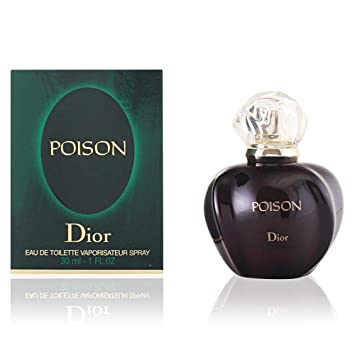 POISON
Dior
EAU DE TOILETTE VAPORISATEUR SPRAY
30 ml - 1 FL.OZ
POISON
Dior